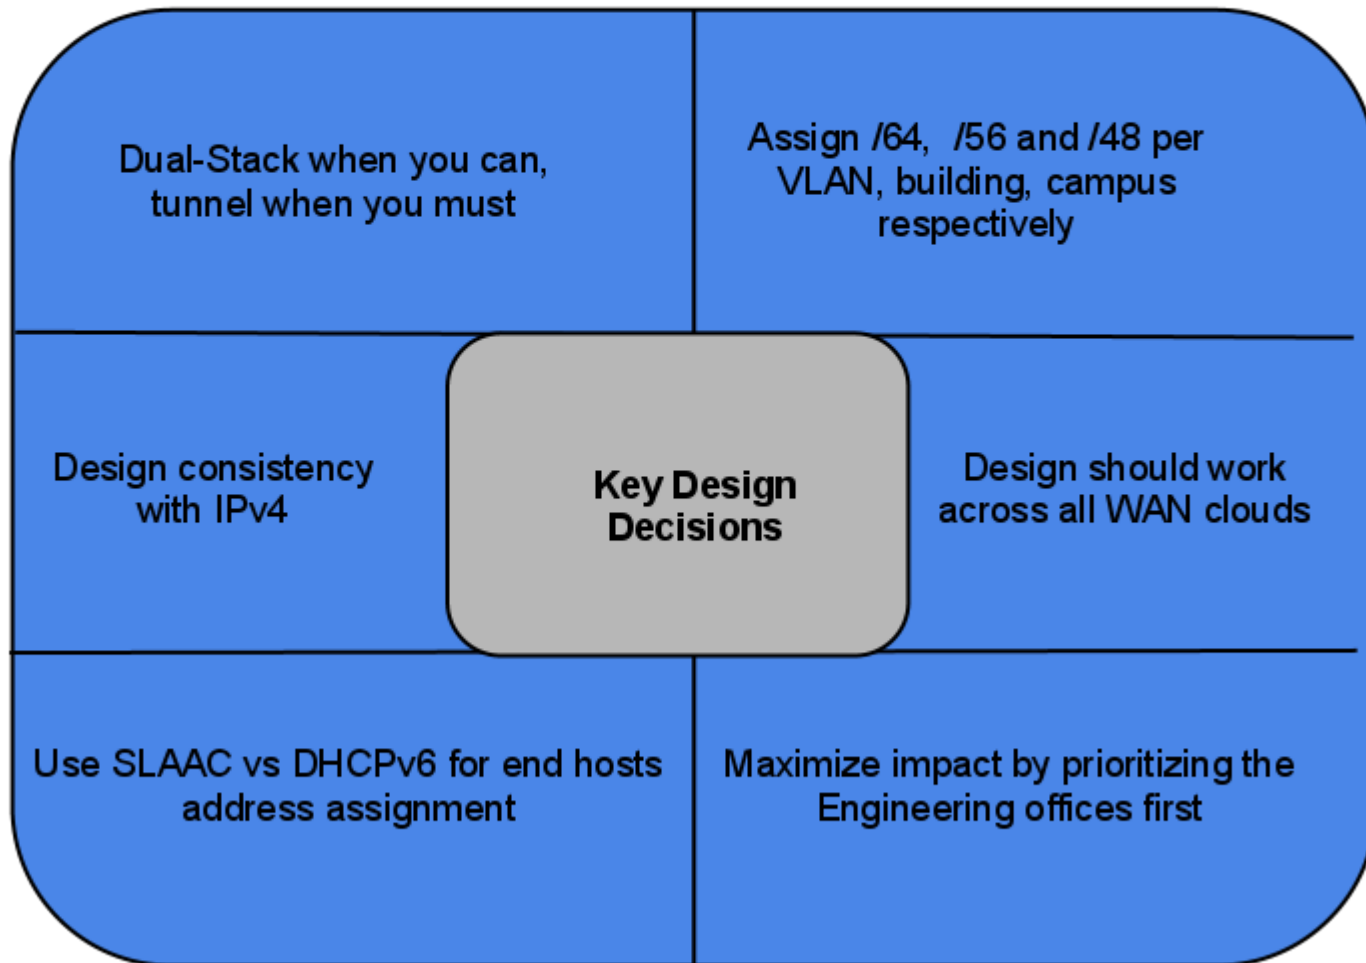 Dual-Stack when you can,
tunnel when you must
Assign /64,  /56 and /48 per
VLAN, building, campus
respectively
Design consistency
with IPv4
Key Design
Decisions
Design should work
across all WAN clouds
Use SLAAC vs DHCPv6 for end hosts
address assignment
Maximize impact by prioritizing the
Engineering offices first